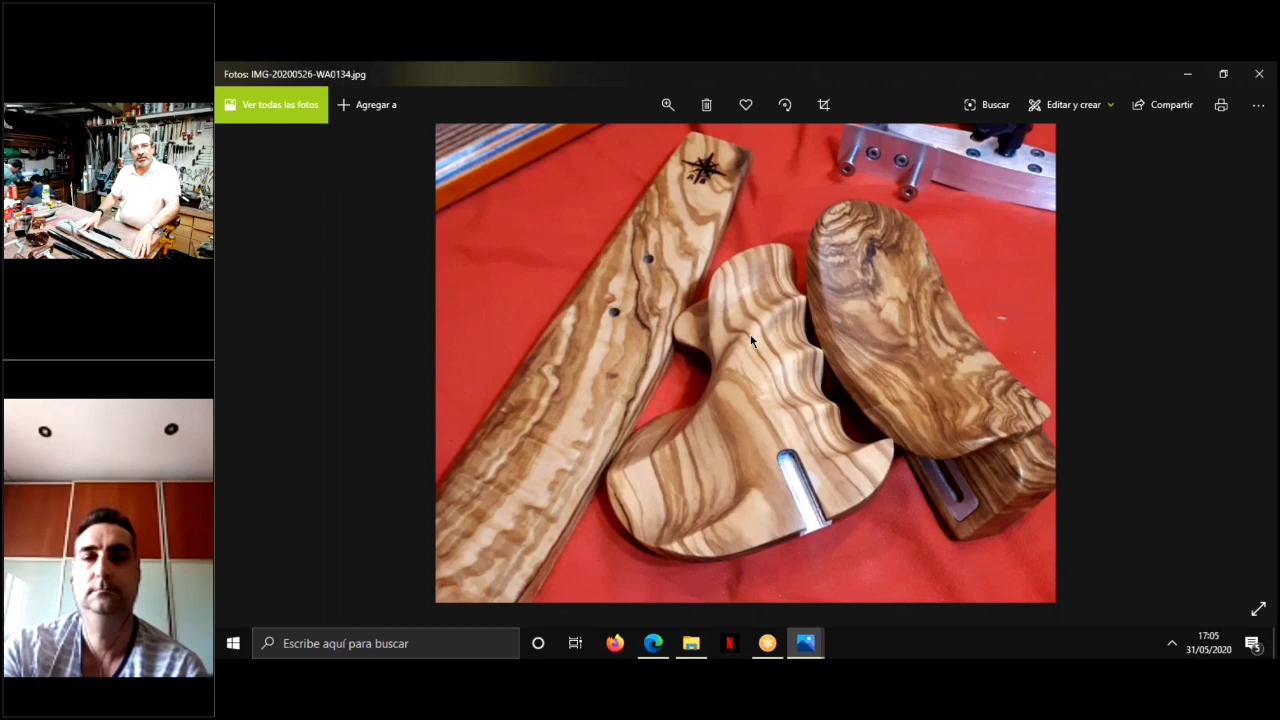 Fotos: IMG-20200526-WA0134.jpg
Ver todas las fotos
Agregar a
Buscar
Editar y crear
Compartir
Escribe aquí para buscar
17:05
31/05/2020
5